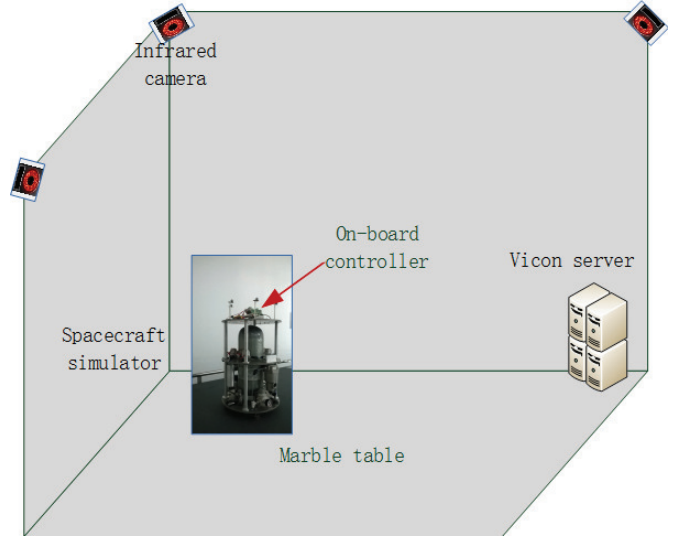 Infrared
camera
On-board
controller
Vicon server
Spacecraft
simulator
Marble table